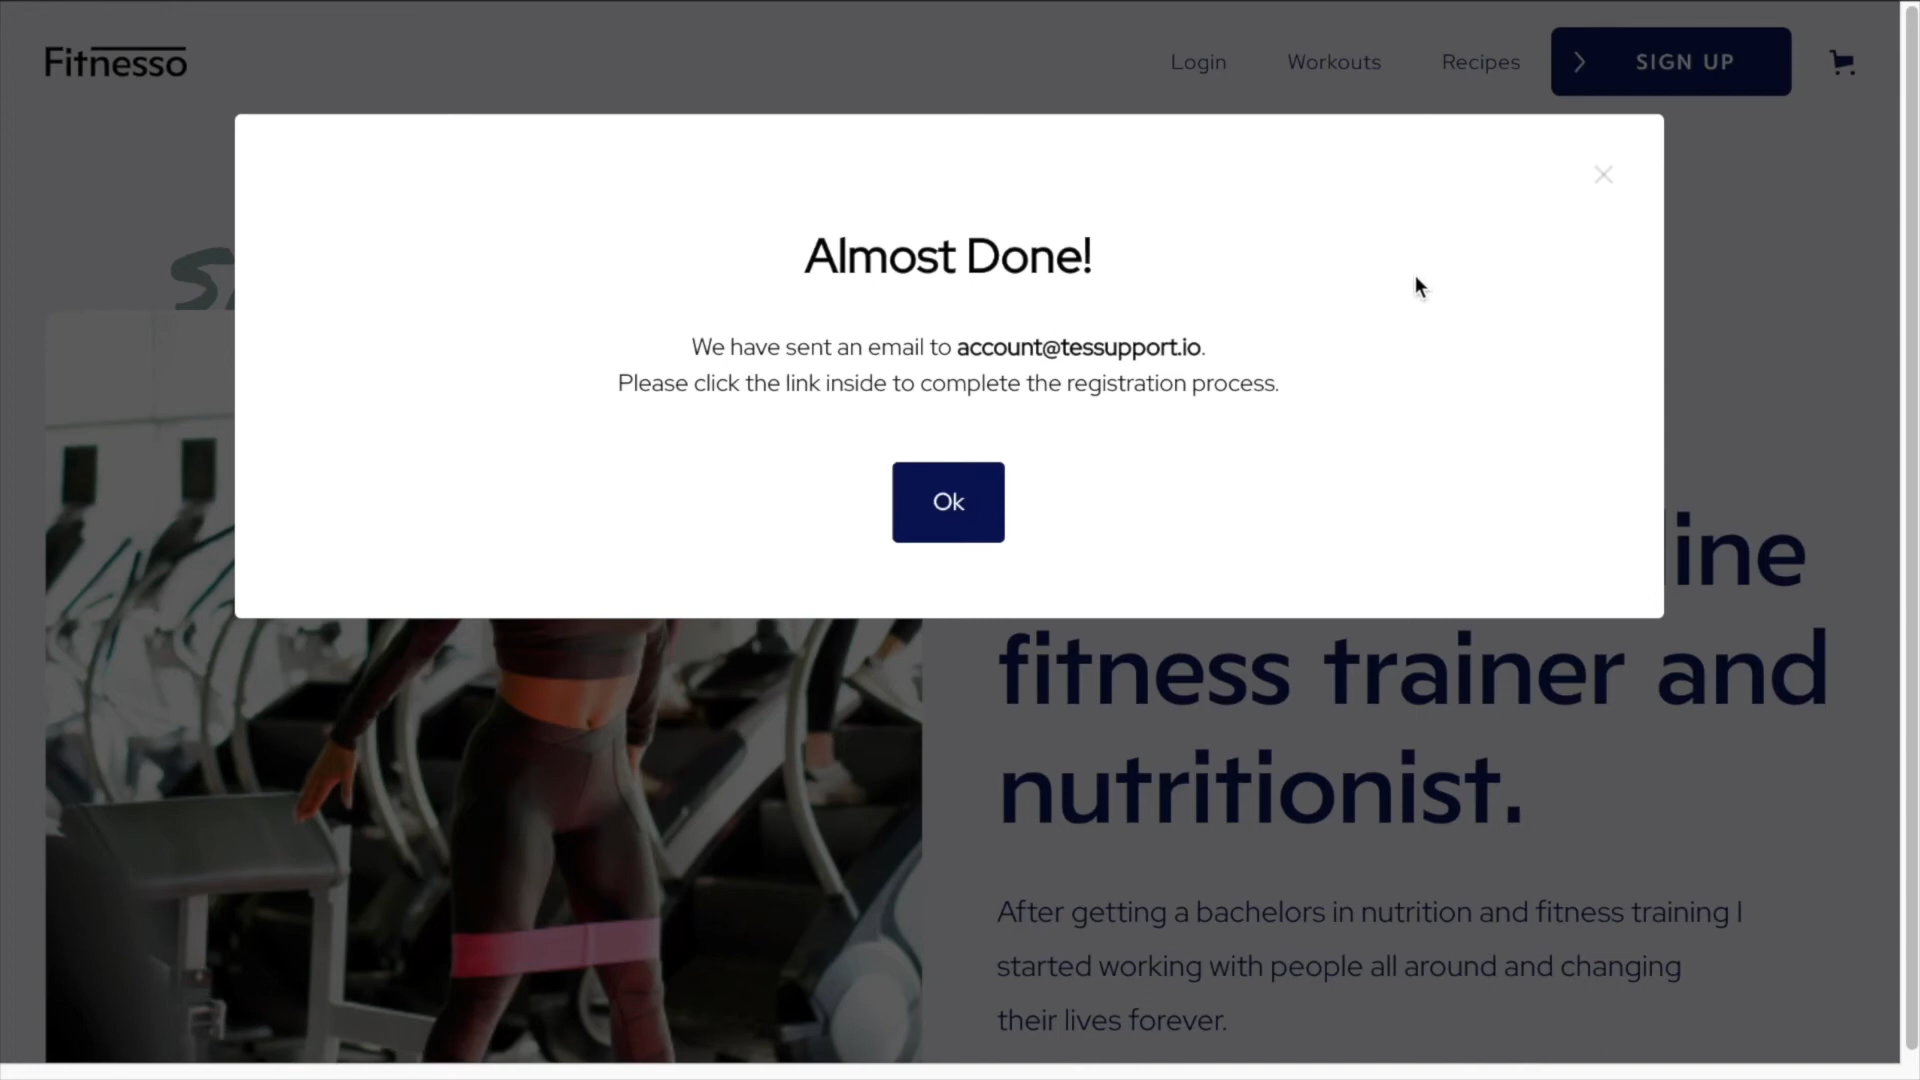 Fitnesso
Login Workouts Recipes SIGN UP
Almost Done!
We have sent an email to account@tessupport.io.
Please click the link inside to complete the registration process.
Ok
fitness trainer and
nutritionist.
After getting a bachelors in nutrition and fitness training I
started working with people all around and changing
their lives forever.